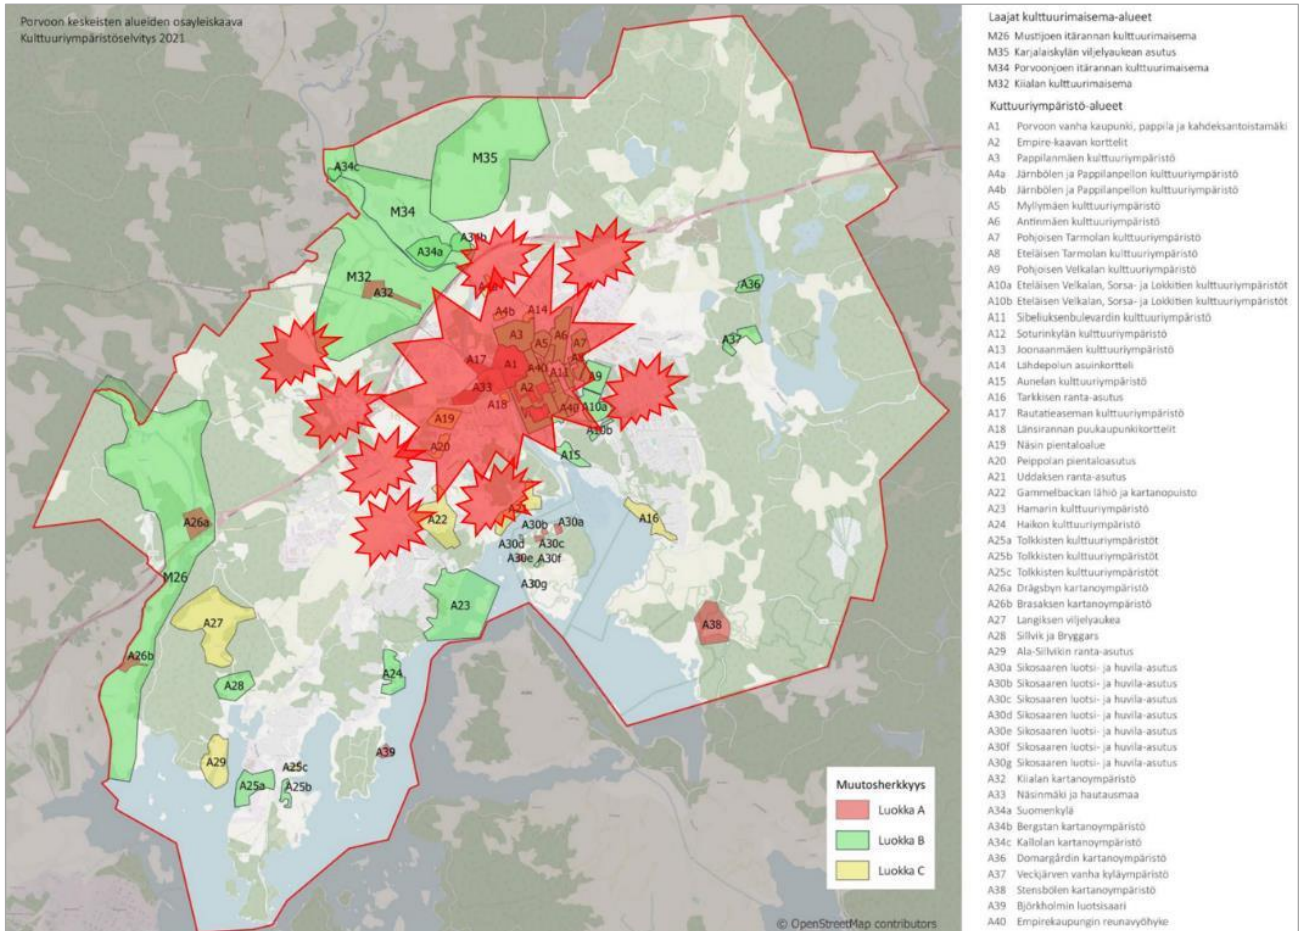 Porvoon keskeisten alueiden osayleiskaava
Kulttuuriympäristöselvitys 2021
M35
A34c
M34
A34b
A34a
M32
A32
A36
A37
A4b
A14
A3
A6
A5
A7
A17
A1
A40
A11
A9
A33
A2
A18
A10a
A40
A19
A10b
A20
A15
A22
A21
A16
A30b
A30a
A30d
A30c
A30e
A30f
A30g
A26a
M26
A23
A27
A38
A26b
A24
A28
A39
A29
A25c
A25a
A25b
Muutosherkkyys
Luokka A
Luokka B
Luokka C
© OpenStreetMap contributors
Laajat kulttuurimaisema-alueet
M26 Mustijoen itärannan kulttuurimaisema
M35 Karjalaiskylän viljelyaukean asutus
M34 Porvoonjoen itärannan kulttuurimaisema
M32 Kiialan kulttuurimaisema
Kuttuuriympäristö-alueet
A1 Porvoon vanha kaupunki, pappila ja kahdeksantoistamäki
A2 Empire-kaavan korttelit
A3 Pappilanmäen kulttuuriympäristö
A4a Järnbölen ja Pappilanpellon kulttuuriympäristö
A4b Järnbölen ja Pappilanpellon kulttuuriympäristö
A5 Myllymäen kulttuuriympäristö
A6 Antinmäen kulttuuriympäristö
A7 Pohjoisen Tarmolan kulttuuriympäristö
A8 Eteläisen Tarmolan kulttuuriympäristö
A9 Pohjoisen Velkalan kulttuuriympäristö
A10a Eteläisen Velkalan, Sorsa- ja Lokkitien kulttuuriympäristöt
A10b Eteläisen Velkalan, Sorsa- ja Lokkitien kulttuuriympäristöt
A11 Sibeliuksenbulevardin kulttuuriympäristö
A12 Soturinkylän kulttuuriympäristö
A13 Joonaanmäen kulttuuriympäristö
A14 Lähdepolun asuinkortteli
A15 Aunelan kulttuuriympäristö
A16 Tarkkisen ranta-asutus
A17 Rautatieaseman kulttuuriympäristö
A18 Länsirannan puukaupunkikorttelit
A19 Näsin pientaloalue
A20 Peippolan pientaloasutus
A21 Uddaksen ranta-asutus
A22 Gammelbackan lähiö ja kartanopuisto
A23 Hamarin kulttuuriympäristö
A24 Haikon kulttuuriympäristö
A25a Tolkkisten kulttuuriympäristöt
A25b Tolkkisten kulttuuriympäristöt
A25c Tolkkisten kulttuuriympäristöt
A26a Drägsbyn kartanoympäristö
A26b Brasaksen kartanoympäristö
A27 Langiksen viljelyaukea
A28 Sillvik ja Bryggars
A29 Ala-Sillvikin ranta-asutus
A30a Sikosaaren luotsi- ja huvila-asutus
A30b Sikosaaren luotsi- ja huvila-asutus
A30c Sikosaaren luotsi- ja huvila-asutus
A30d Sikosaaren luotsi- ja huvila-asutus
A30e Sikosaaren luotsi- ja huvila-asutus
A30f Sikosaaren luotsi- ja huvila-asutus
A30g Sikosaaren luotsi- ja huvila-asutus
A32 Kiialan kartanoympäristö
A33 Näsinmäki ja hautausmaa
A34a Suomenkylä
A34b Bergstan kartanoympäristö
A34c Kallolan kartanoympäristö
A36 Domargårdin kartanoympäristö
A37 Veckjärven vanha kyläympäristö
A38 Stensbölen kartanoympäristö
A39 Björkholmin luotsisaari
A40 Empirekaupungin reunavyöhyke